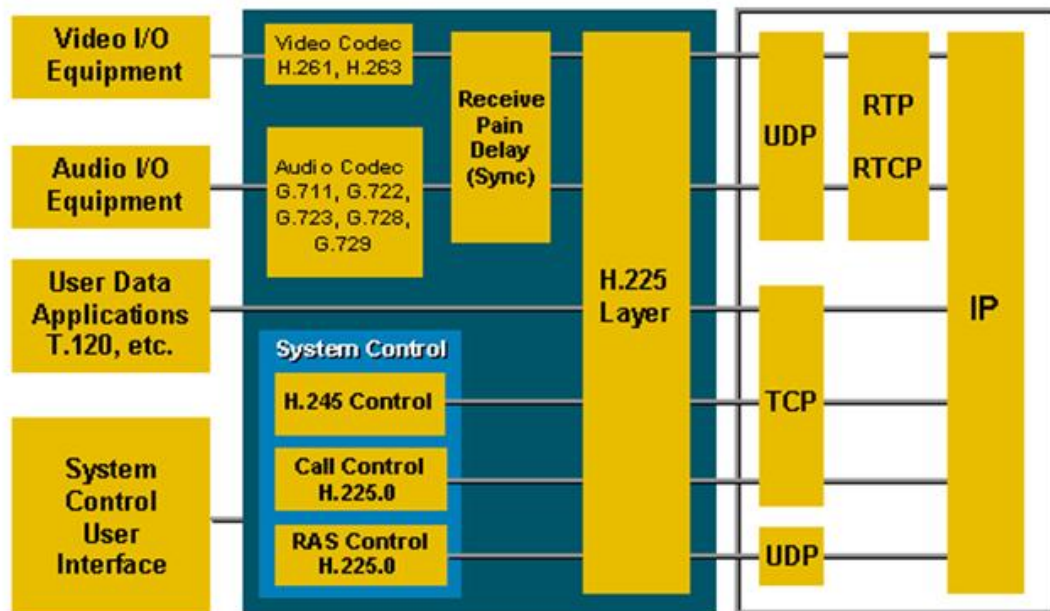 Video I/O
Equipment
Video Codec
H.261, H.263
Receive
Pain
Delay
(Sync)
UDP
RTP
RTCP
Audio I/O
Equipment
Audio Codec
G.711, G.722,
G.723, G.728,
G.729
User Data
Applications
T.120, etc.
H.225
Layer
IP
System Control
H.245 Control
TCP
Call Control
H.225.0
System
Control
User
Interface
RAS Control
H.225.0
UDP